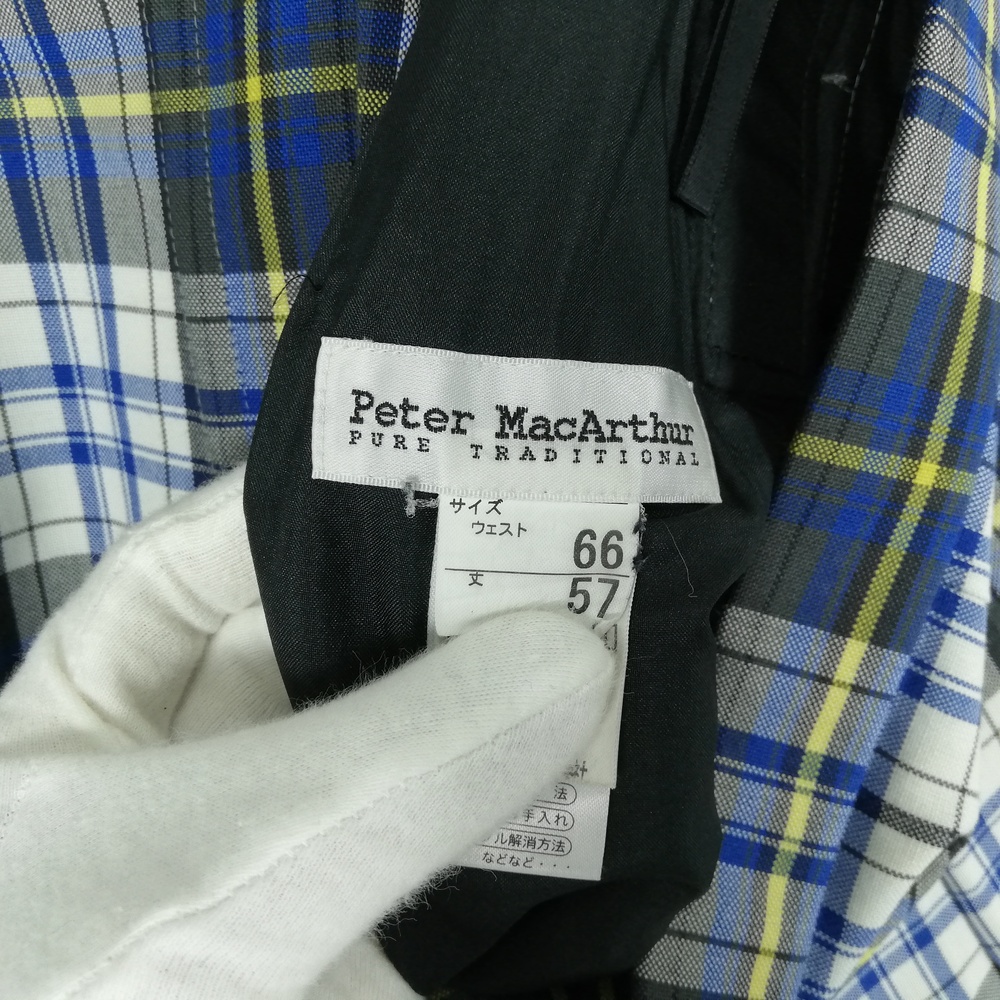 Peter MacArthur
PURE TRADITIONAL
サイズ
ウェスト
66
丈
57
計
法
手入れ
ル解消方法
などなど・・・